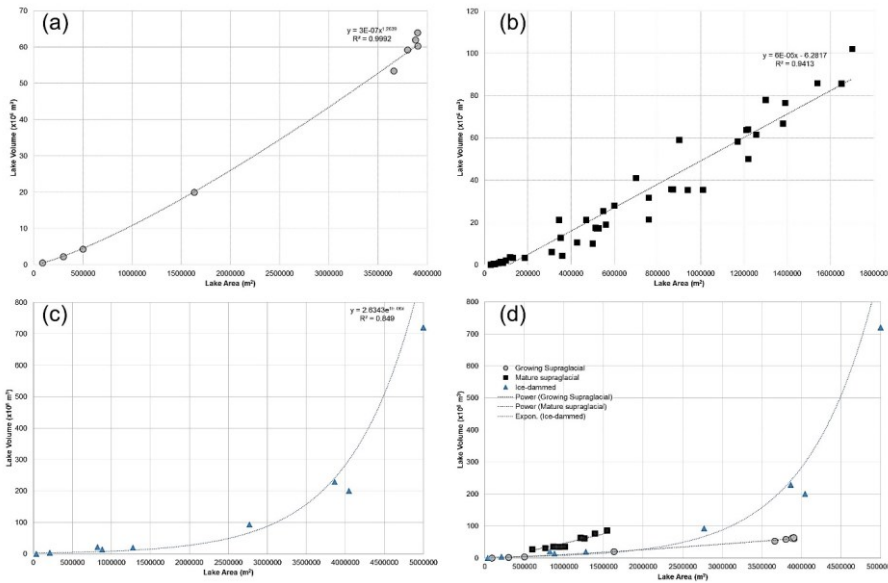 (a)
y = 3E-07x
R² = 0.9992
Lake Volume (x10⁶ m³)
70
60
50
40
30
20
10
0
0 500000 1000000 1500000 2000000 2500000 3000000 3500000 4000000
Lake Area (m²)
(b)
y = 6E-05x - 6.2817
R² = 0.9413
Lake Volume (x10⁶ m³)
120
100
80
60
40
20
0
0 200000 400000 600000 800000 1000000 1200000 1400000 1600000 1800000
Lake Area (m²)
(c)
R² = 0.849
Lake Volume (x10⁶ m³)
800
700
600
500
400
300
200
100
0
0 500000 1000000 1500000 2000000 2500000 3000000 3500000 4000000 4500000 5000000
Lake Area (m²)
(d)
Growing Supraglacial
Mature supraglacial
Ice-dammed
Power (Growing Supraglacial)
Power (Mature supraglacial)
Expon. (Ice-dammed)
Lake Volume (x10⁶ m³)
800
700
600
500
400
300
200
100
0
0 500000 1000000 1500000 2000000 2500000 3000000 3500000 4000000 4500000 500000
Lake Area (m²)